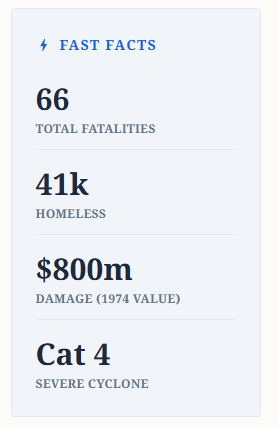 FAST FACTS
66
TOTAL FATALITIES
41k
HOMELESS
$800m
DAMAGE (1974 VALUE)
Cat 4
SEVERE CYCLONE